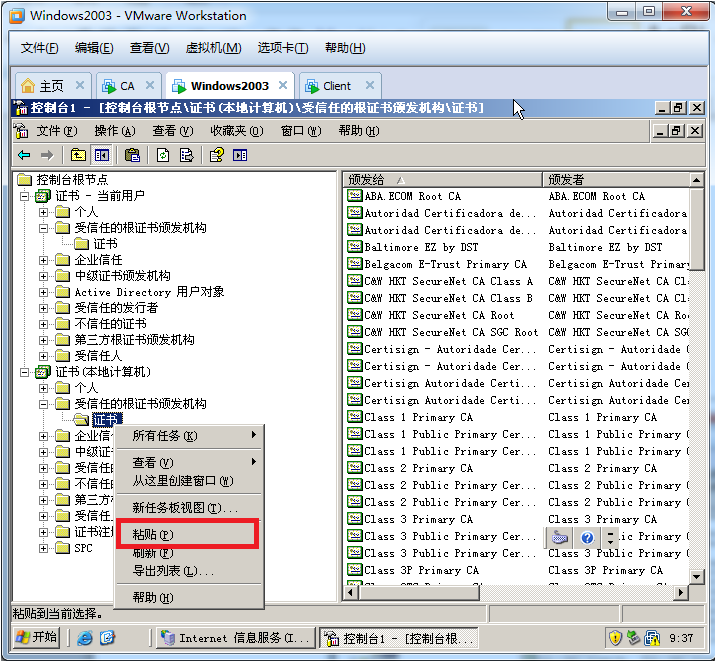 Windows2003 - VMware Workstation
文件(F) 编辑(E) 查看(V) 虚拟机(M) 选项卡(T) 帮助(H)
主页 CA Windows2003 Client
控制台1 - [控制台根节点\证书(本地计算机)\受信任的根证书颁发机构\证书]
文件(F) 操作(A) 查看(V) 收藏夹(O) 窗口(W) 帮助(H)
控制台根节点
证书 - 当前用户
个人
受信任的根证书颁发机构
证书
企业信任
中级证书颁发机构
Active Directory 用户对象
受信任的发行者
不信任的证书
第三方根证书颁发机构
受信任人
证书(本地计算机)
个人
受信任的根证书颁发机构
证书
企业信
中级证
受信任
不信任
第三方
受信任
证书注
SPC
所有任务(K)
查看(V)
从这里创建窗口(W)
新任务板视图(T)...
粘贴(P)
刷新(F)
导出列表(L)...
帮助(H)
颁发给 颁发者
ABA.ECOM Root CA ABA.ECOM Root CA
Autoridad Certificadora de... Autoridad Certificador
Autoridad Certificadora de... Autoridad Certificador
Baltimore EZ by DST Baltimore EZ by DST
Belgacom E-Trust Primary CA Belgacom E-Trust Primary
C&W HKT SecureNet CA Class A C&W HKT SecureNet CA Cl
C&W HKT SecureNet CA Class B C&W HKT SecureNet CA Cl
C&W HKT SecureNet CA Root C&W HKT SecureNet CA Ro
C&W HKT SecureNet CA SGC Root C&W HKT SecureNet CA SG
Certisign - Autoridade Cer... Certisign - Autoridade
Certisign - Autoridade Cer... Certisign - Autoridade
Certisign Autoridade Certi... Certisign Autoridade C
Certisign Autoridade Certi... Certisign Autoridade C
Class 1 Primary CA Class 1 Primary CA
Class 1 Public Primary Cer... Class 1 Public Primary
Class 1 Public Primary Cer... Class 1 Public Primary
Class 2 Primary CA Class 2 Primary CA
Class 2 Public Primary Cer... Class 2 Public Primary
Class 2 Public Primary Cer... Class 2 Public Primary
Class 3 Primary CA Class 3 Primary CA
Class 3 Public Primary C ic Primary
Class 3 Public Primary Cer... Class 3 Public Primary
Class 3P Primary CA Class 3P Primary CA
粘贴到当前选择。
开始 Internet 信息服务(I... 控制台1 - [控制台根... 9:37